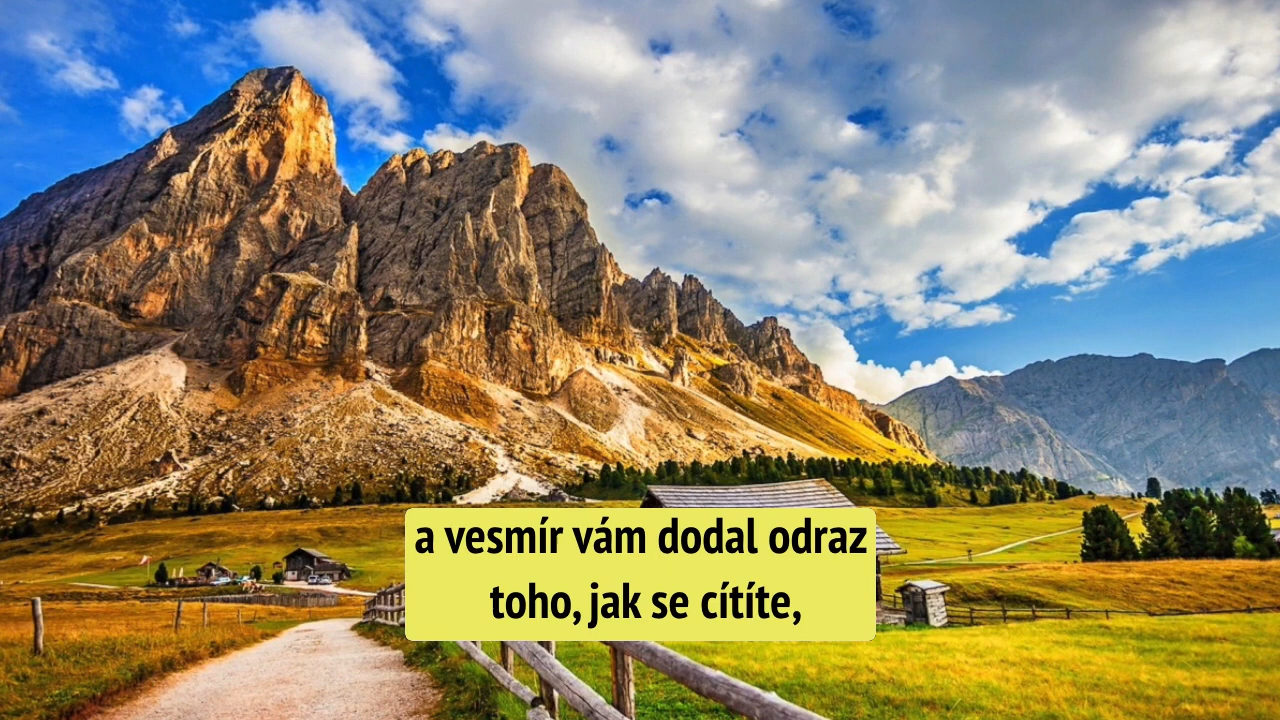 a vesmír vám dodal odraz
toho, jak se cítíte,